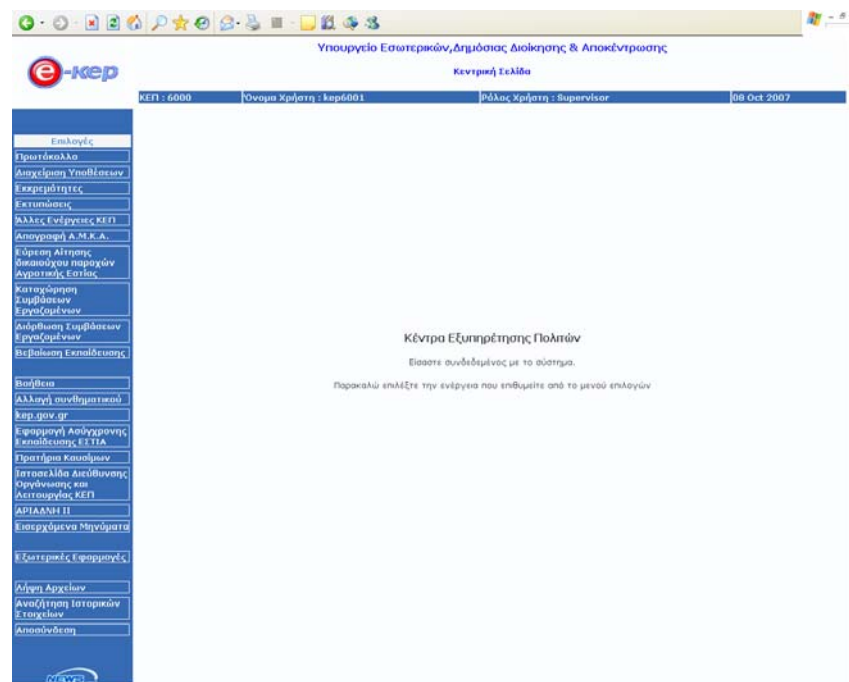 Υπουργείο Εσωτερικών,Δημόσιας Διοίκησης & Αποκέντρωσης
e-κεp
Κεντρική Σελίδα
ΚΕΠ : 6000 Όνομα Χρήστη : kep6001 Ρόλος Χρήστη : Supervisor 08 Oct 2007
Επιλογές
Πρωτόκολλο
Διαχείριση Υποθέσεων
Εκκρεμότητες
Εκτυπώσεις
Άλλες Ενέργειες ΚΕΠ
Απογραφή Α.Μ.Κ.Α.
Εύρεση Αίτησης
δικαιούχου παροχών
Αγροτικής Εστίας
Καταχώρηση
Συμβάσεων
Εργαζομένων
Διόρθωση Συμβάσεων
Εργαζομένων
Βεβαίωση Εκπαίδευσης
Κέντρα Εξυπηρέτησης Πολιτών
Είσαστε συνδεδεμένος με το σύστημα.
Παρακαλώ επιλέξτε την ενέργεια που επιθυμείτε από το μενού επιλογών
Βοήθεια
Αλλαγή συνθηματικού
kep.gov.gr
Εφαρμογή Ασύγχρονης
Εκπαίδευσης ΕΣΤΙΑ
Πρατήρια Καυσίμων
Ιστοσελίδα Διεύθυνσης
Οργάνωσης και
Λειτουργίας ΚΕΠ
ΑΡΙΑΔΝΗ ΙΙ
Εισερχόμενα Μηνύματα
Εξωτερικές Εφαρμογές
Λήψη Αρχείων
Αναζήτηση Ιστορικών
Στοιχείων
Αποσύνδεση
NEWS